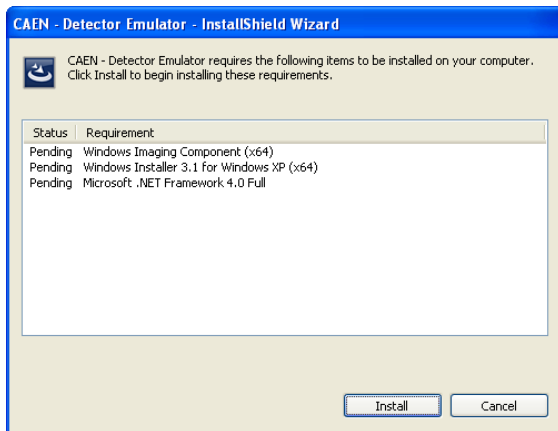 CAEN - Detector Emulator - InstallShield Wizard
CAEN - Detector Emulator requires the following items to be installed on your computer.
Click Install to begin installing these requirements.
Status Requirement
Pending Windows Imaging Component (x64)
Pending Windows Installer 3.1 for Windows XP (x64)
Pending Microsoft .NET Framework 4.0 Full
Install Cancel